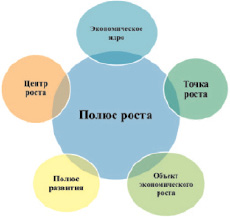 Экономическое
ядро
Центр
роста
Точка
роста
Полюс роста
Полюс
развития
Объект
экономического
роста